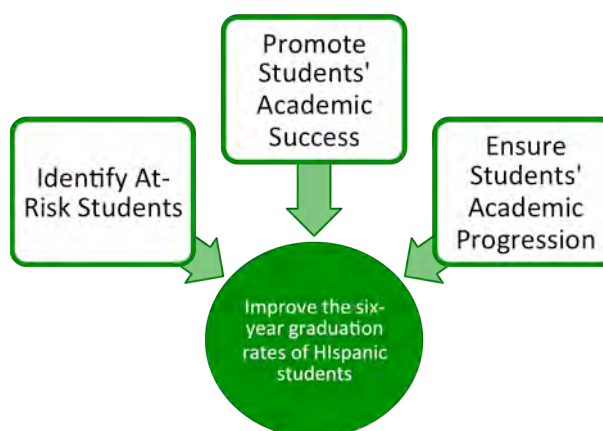 Identify At-
Risk Students
Promote
Students'
Academic
Success
Ensure
Students'
Academic
Progression
Improve the six-
year graduation
rates of HIspanic
students